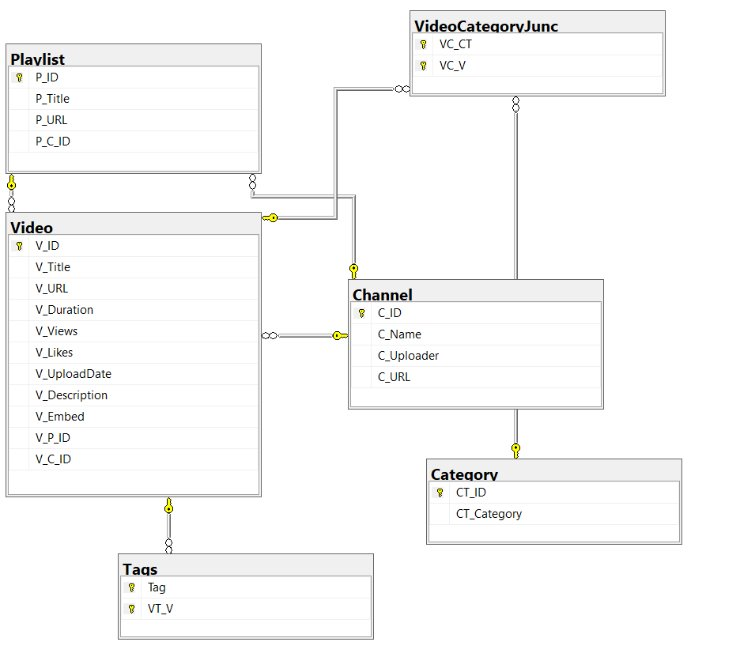 VideoCategoryJunc
VC_CT
VC_V
Playlist
P_ID
P_Title
P_URL
P_C_ID
Video
V_ID
V_Title
V_URL
V_Duration
V_Views
V_Likes
V_UploadDate
V_Description
V_Embed
V_P_ID
V_C_ID
Channel
C_ID
C_Name
C_Uploader
C_URL
Category
CT_ID
CT_Category
Tags
Tag
VT_V